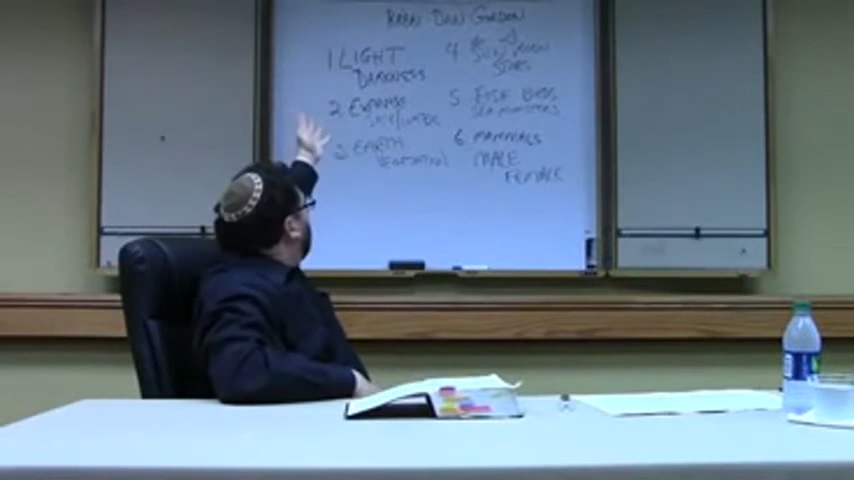 RABBI DAN GORDON
1 LIGHT
DARKNESS
2 EXPANSE
SKY/WATER
3 EARTH
VEGETATION
4 SUN, MOON
STARS
5 FISH BIRDS
SEA MONSTERS
6 MAMMALS
MALE
FEMALE